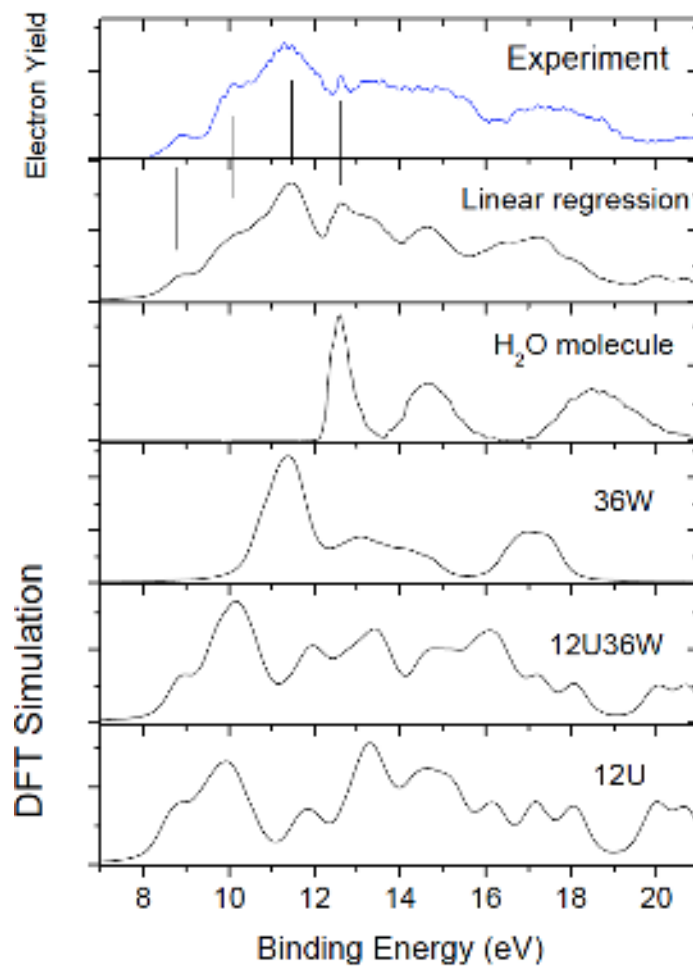 Electron Yield
Experiment
Linear regression
H₂O molecule
36W
12U36W
12U
DFT Simulation
8 10 12 14 16 18 20
Binding Energy (eV)